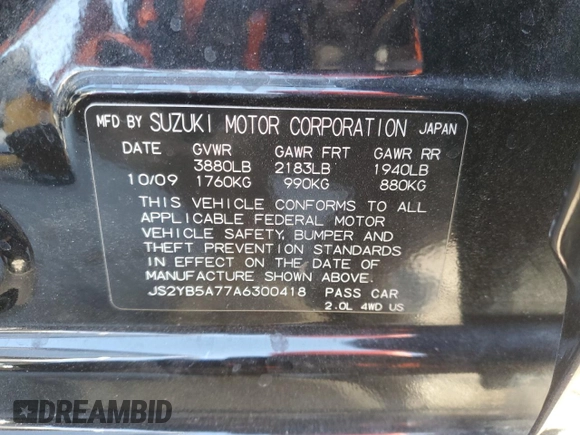 MFD BY SUZUKI MOTOR CORPORATION JAPAN
DATE GVWR GAWR FRT GAWR RR
3880LB 2183LB 1940LB
10/09 1760KG 990KG 880KG
THIS VEHICLE CONFORMS TO ALL
APPLICABLE FEDERAL MOTOR
VEHICLE SAFETY, BUMPER AND
THEFT PREVENTION STANDARDS
IN EFFECT ON THE DATE OF
MANUFACTURE SHOWN ABOVE.
JS2YB5A77A6300418 PASS CAR
2.0L 4WD US
DREAMBID